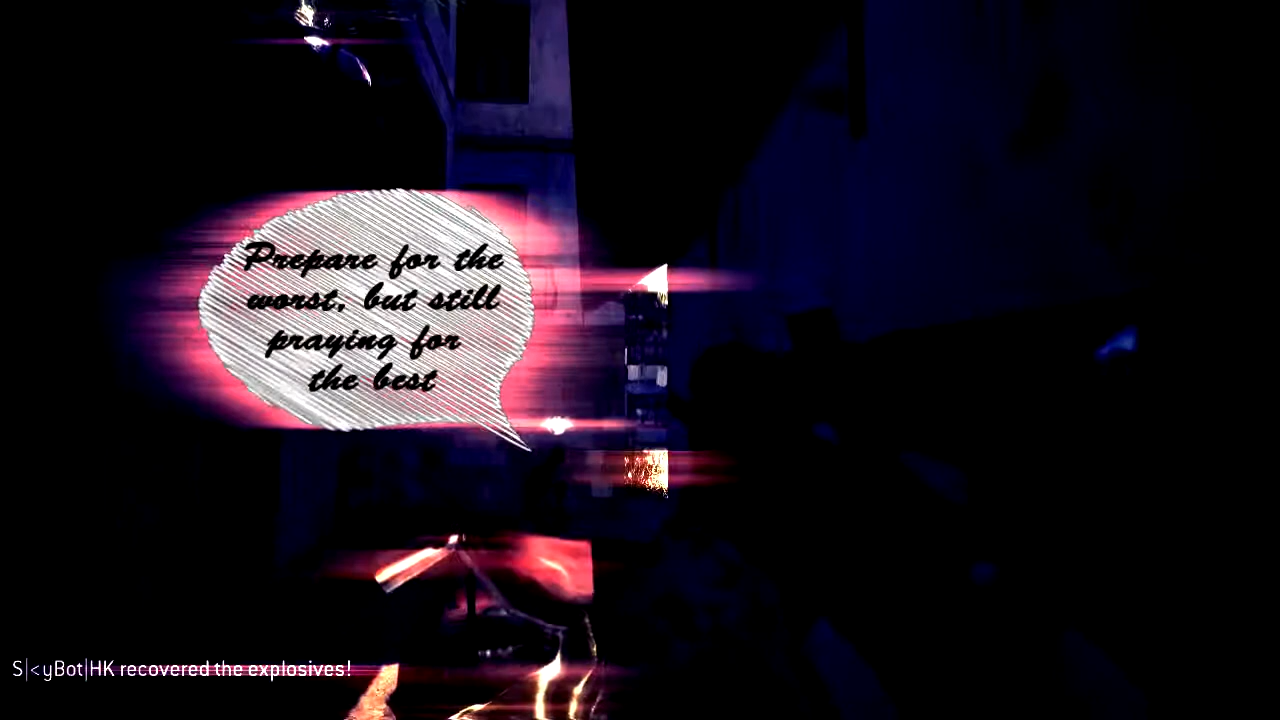 Prepare for the
worst, but still
praying for
the best
S|<yBot|HK recovered the explosives!